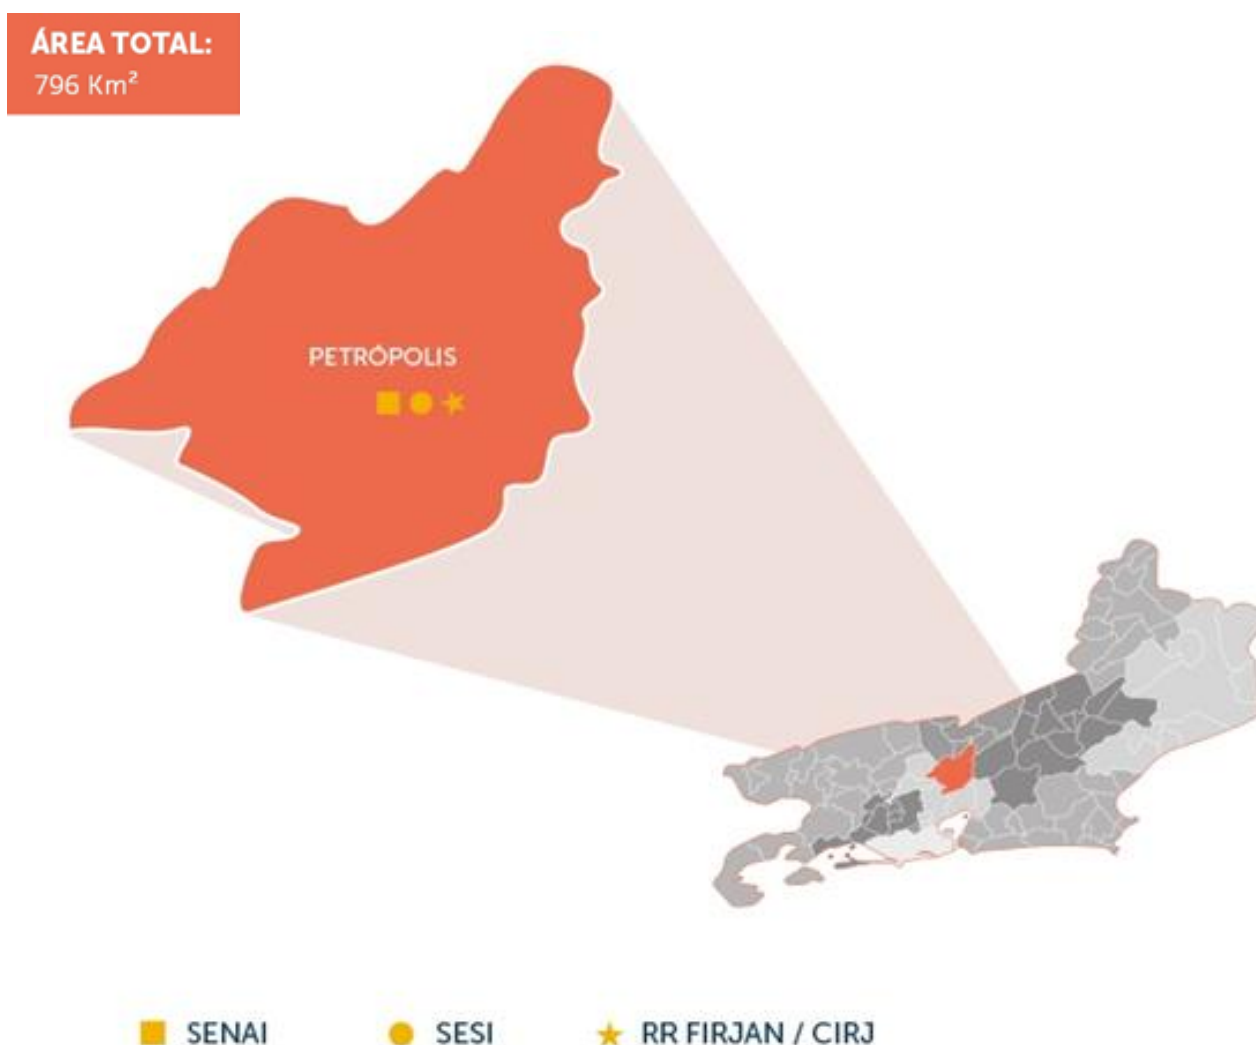 ÁREA TOTAL:
796 Km²
PETRÓPOLIS
SENAI SESI RR FIRJAN / CIRJ